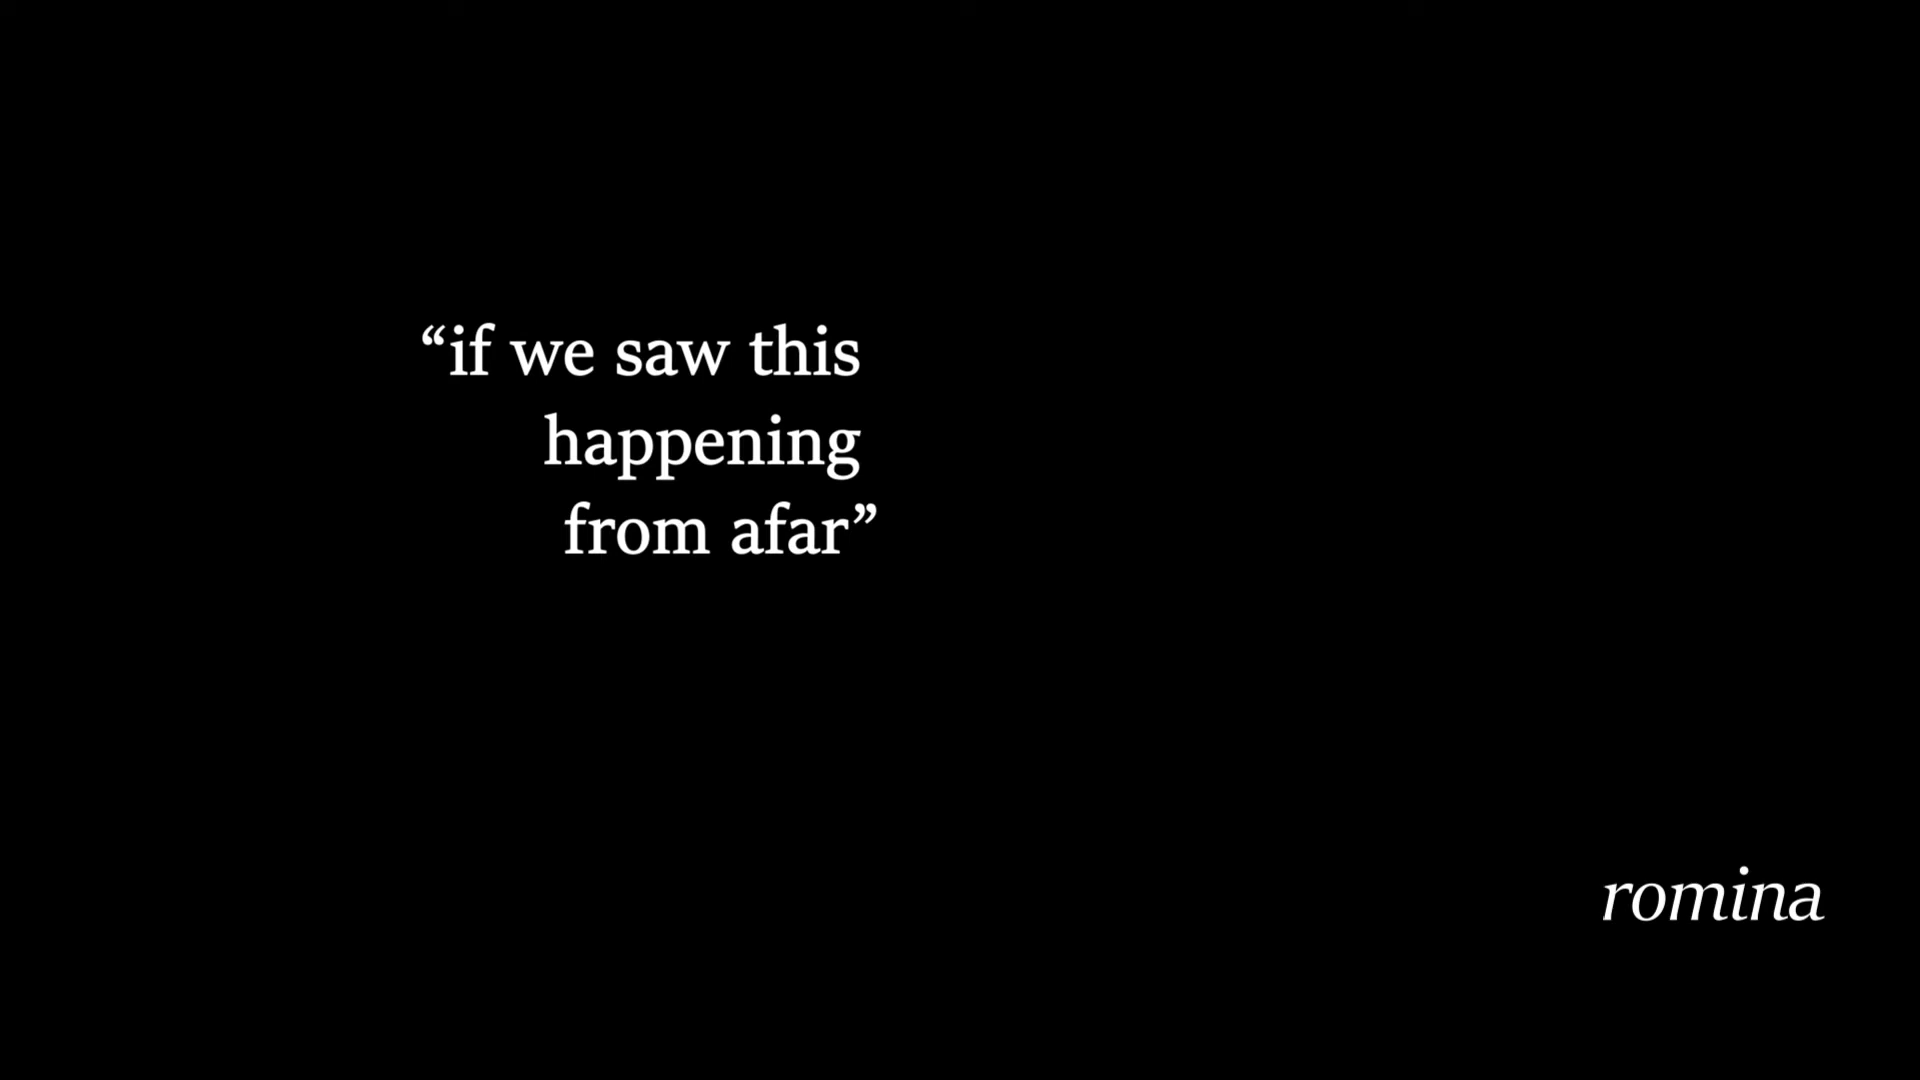 “if we saw this
happening
from afar”
romina